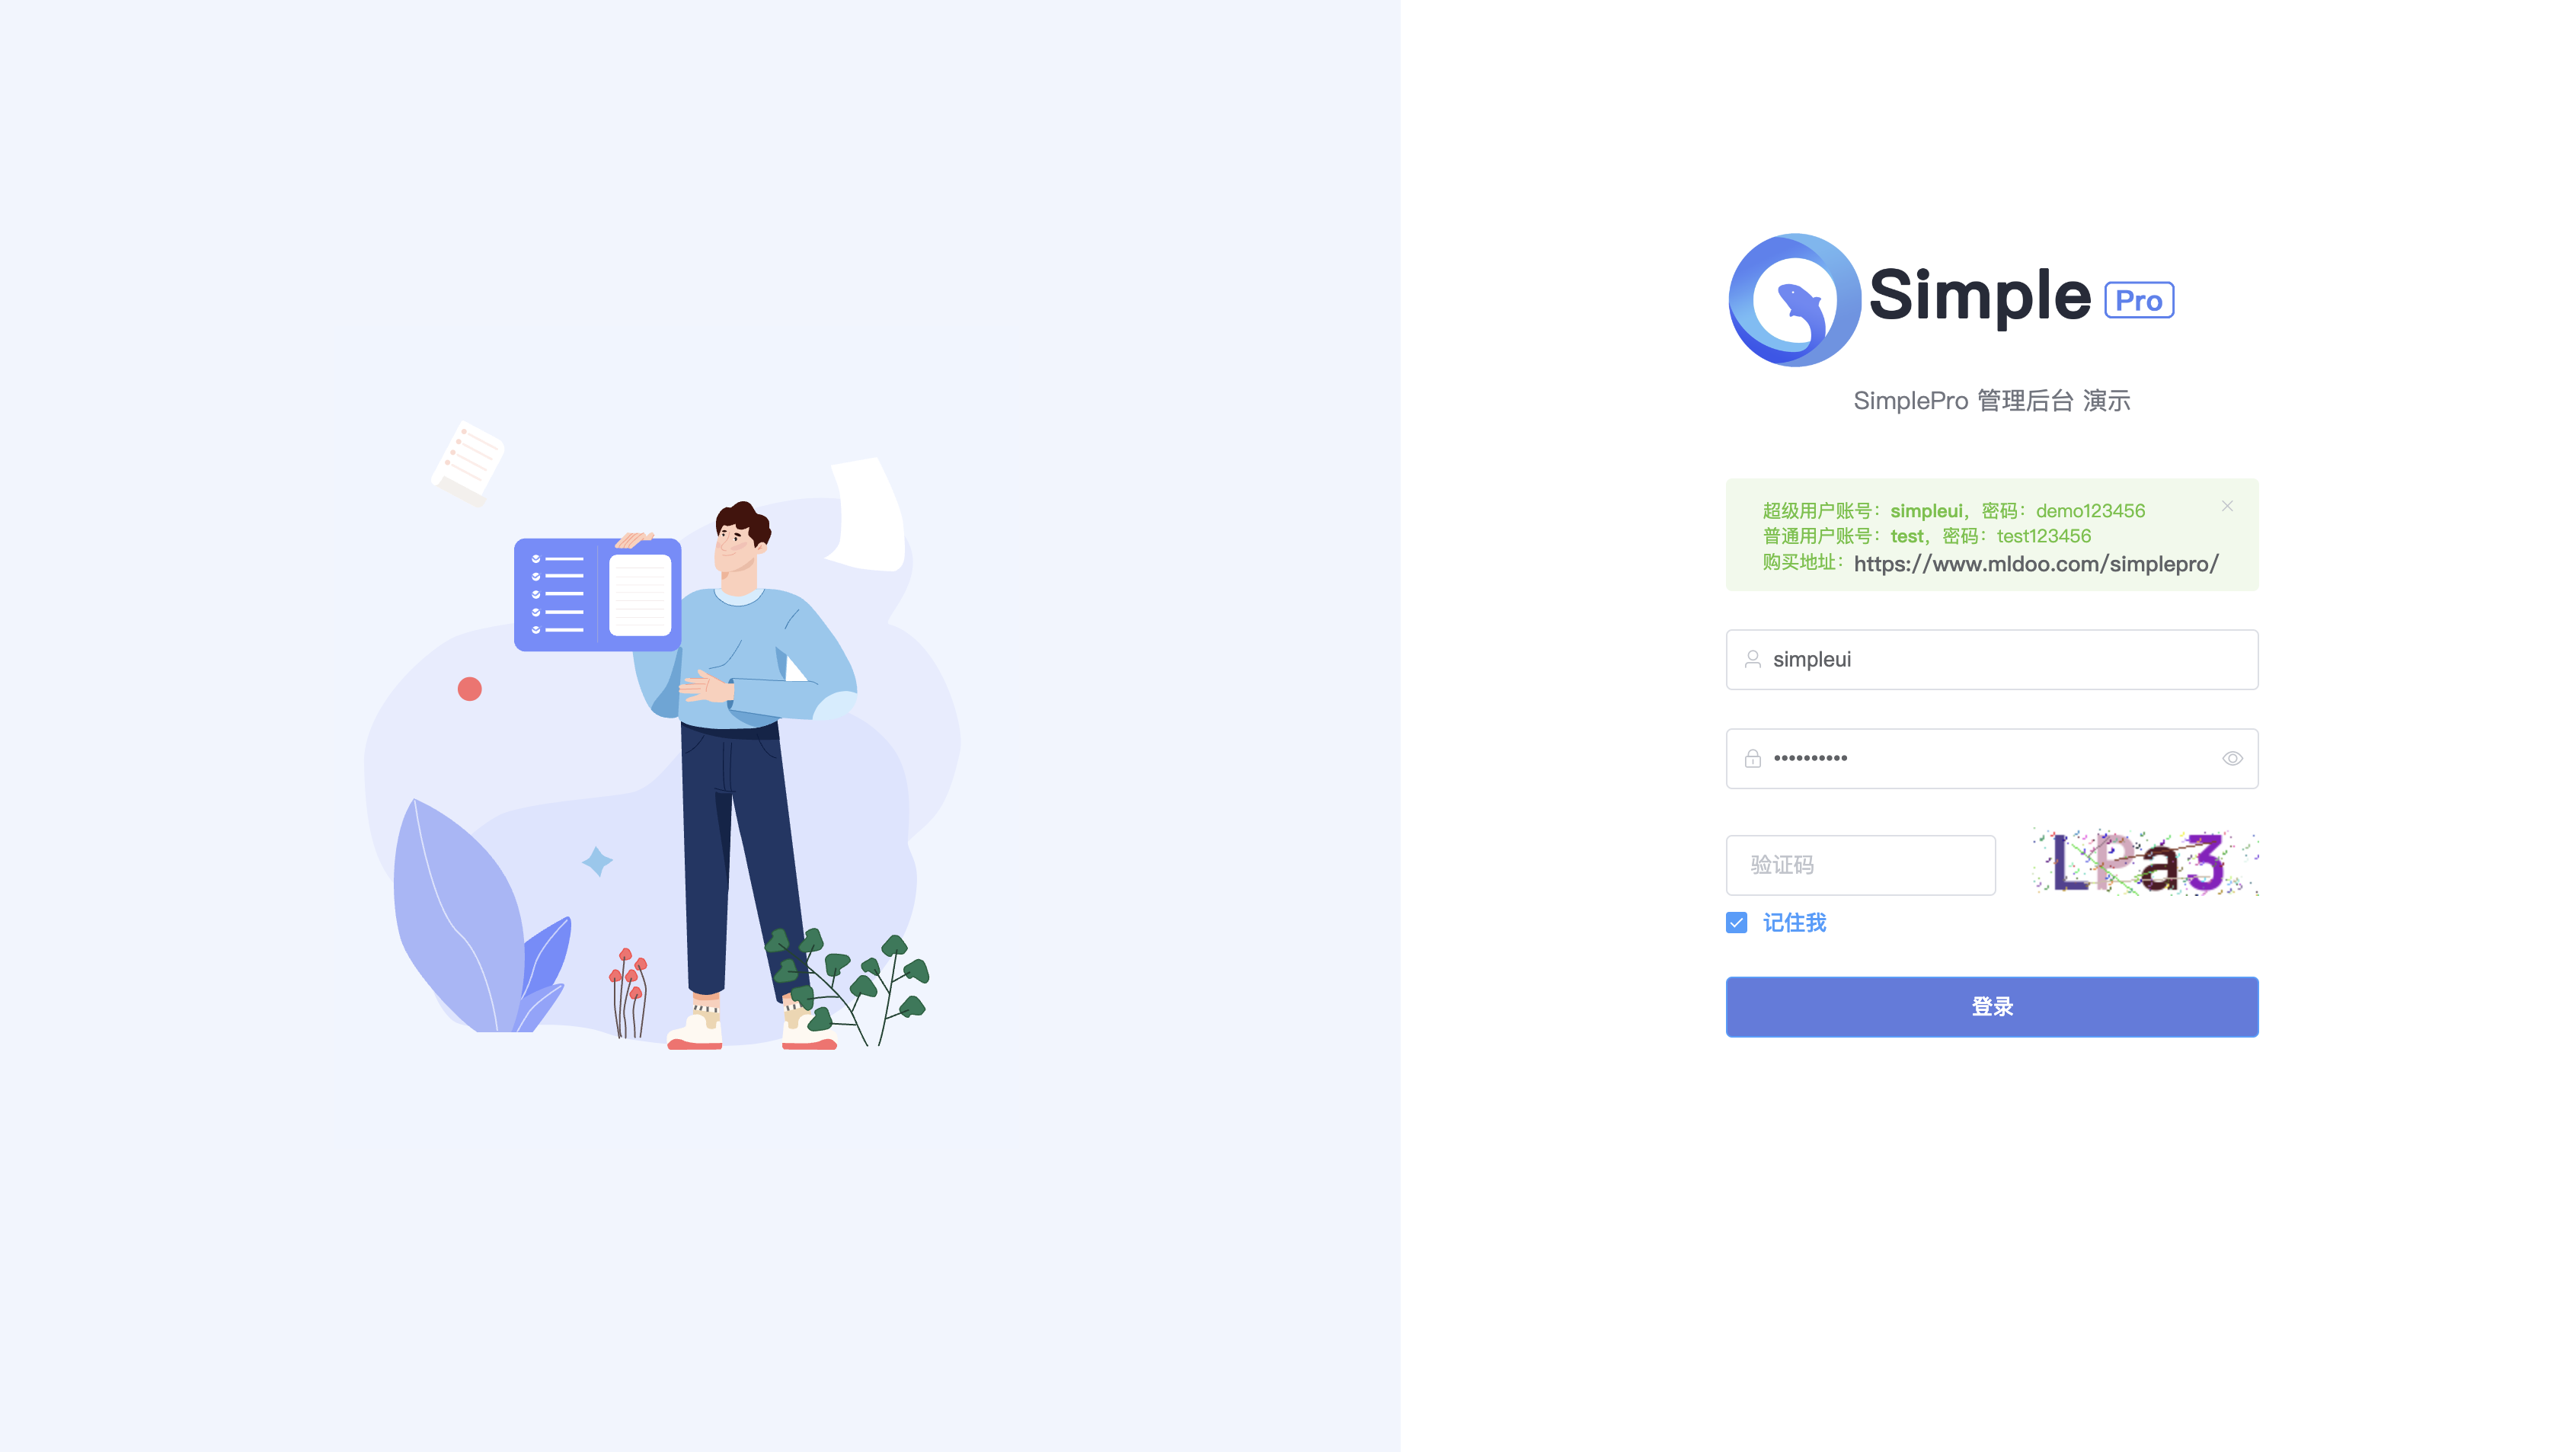 Simple Pro
SimplePro 管理后台 演示
超级用户账号：simpleui，密码：demo123456
普通用户账号：test，密码：test123456
购买地址：https://www.mldoo.com/simplepro/
simpleui
••••••••••
验证码
LPa3
记住我
登录